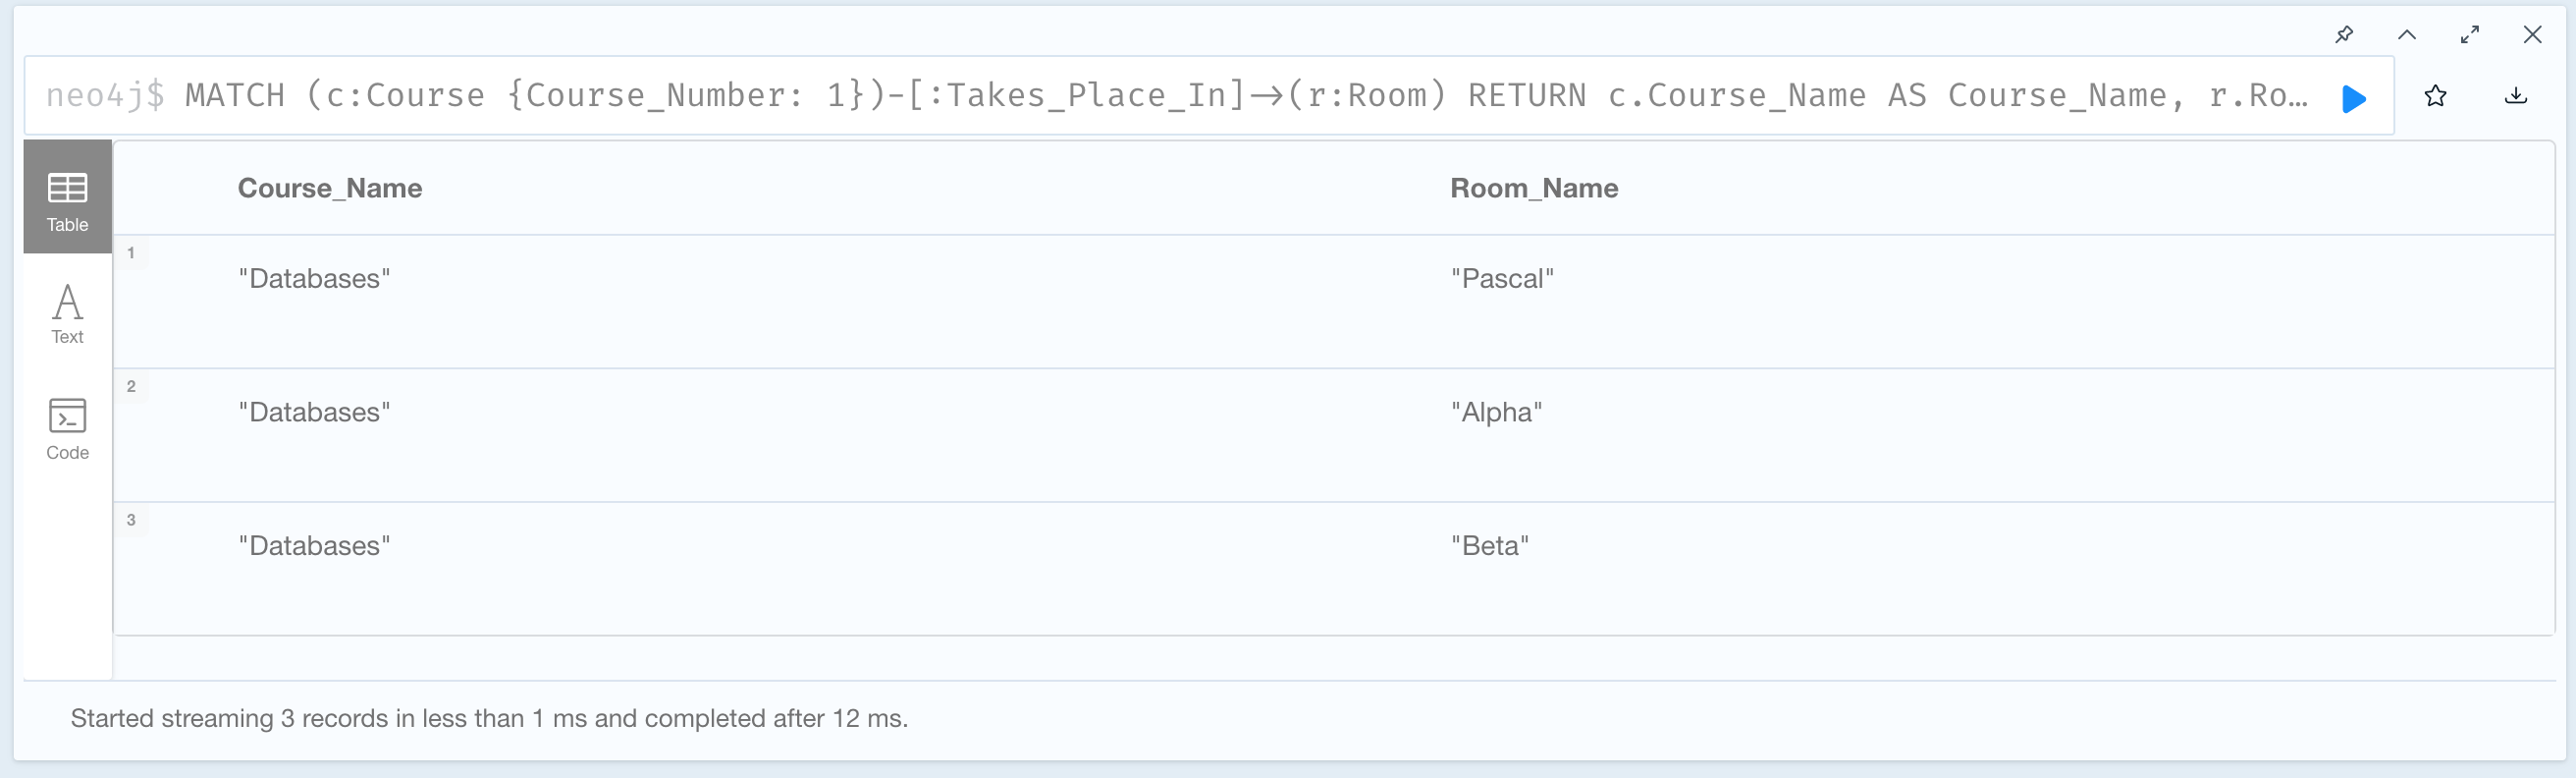 neo4j$ MATCH (c:Course {Course_Number: 1})-[:Takes_Place_In]→(r:Room) RETURN c.Course_Name AS Course_Name, r.Ro…
Table
Text
Code
Course_Name Room_Name
1 "Databases" "Pascal"
2 "Databases" "Alpha"
3 "Databases" "Beta"
Started streaming 3 records in less than 1 ms and completed after 12 ms.